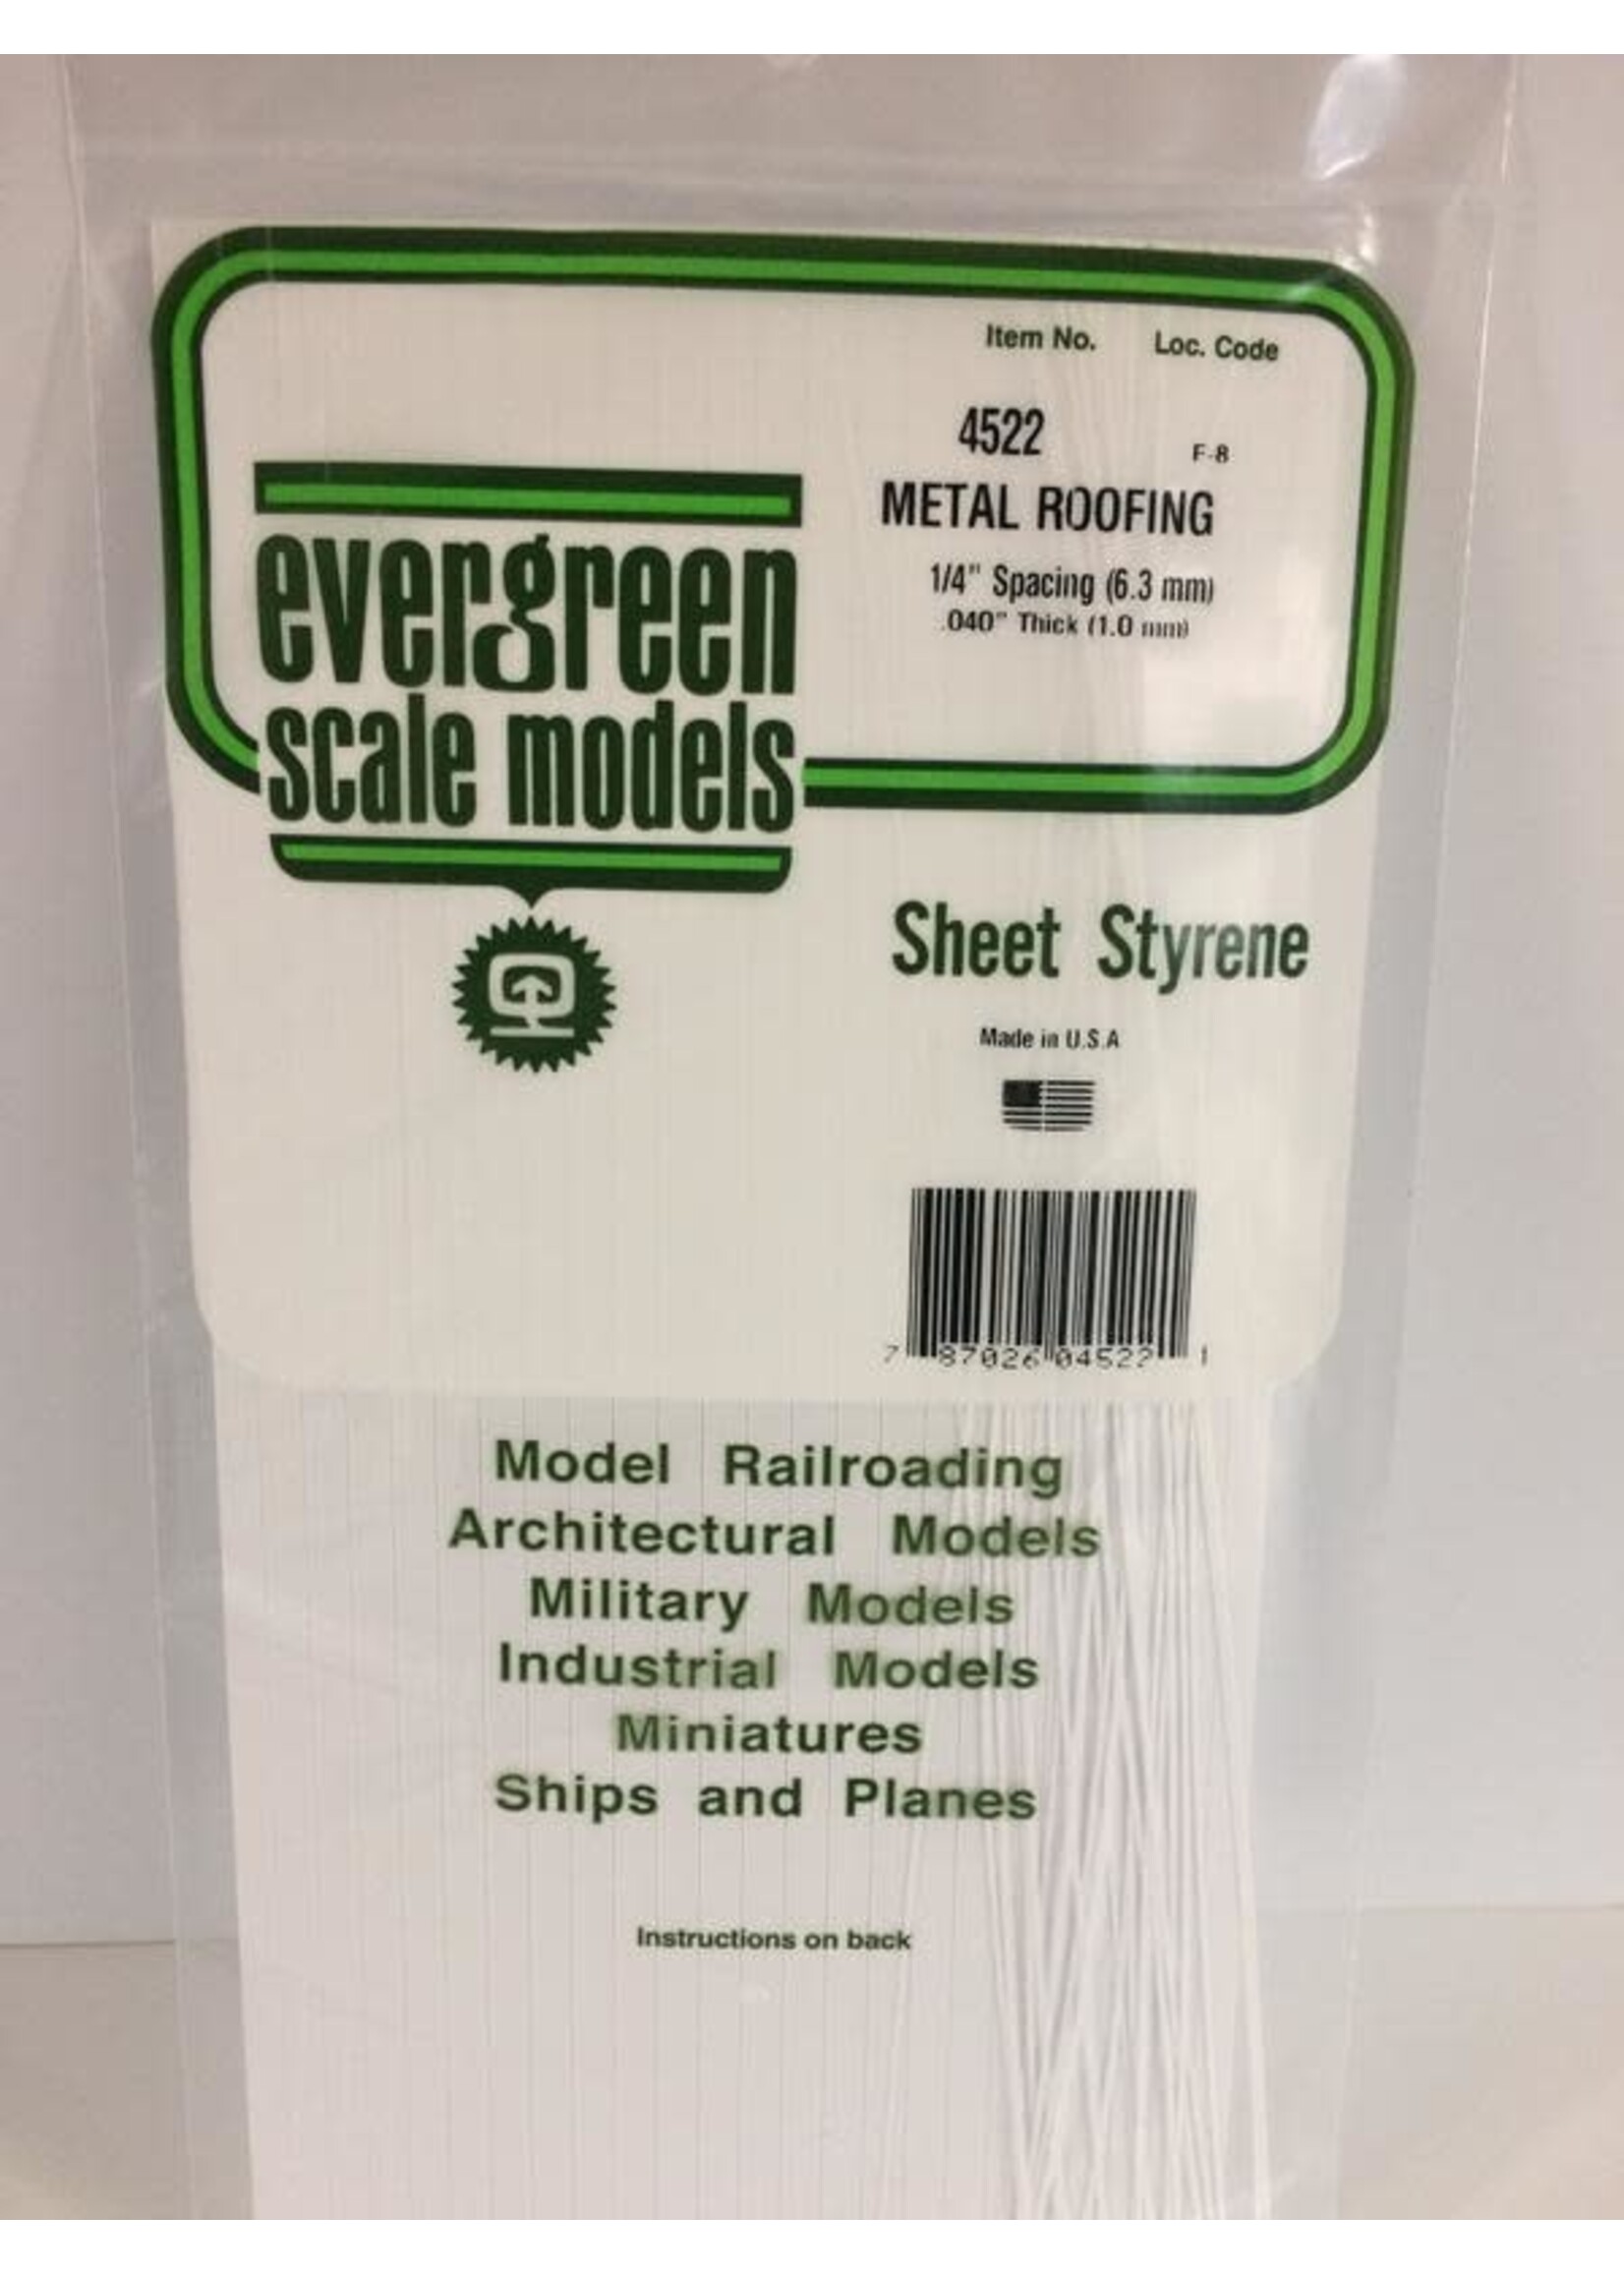 Item No. Loc. Code
4522 F-8
METAL ROOFING
1/4" Spacing (6.3 mm)
.040" Thick (1.0 mm)
evergreen
scale models
Sheet Styrene
Made in U.S.A
7 87026 04522 1
Model Railroading
Architectural Models
Military Models
Industrial Models
Miniatures
Ships and Planes
Instructions on back